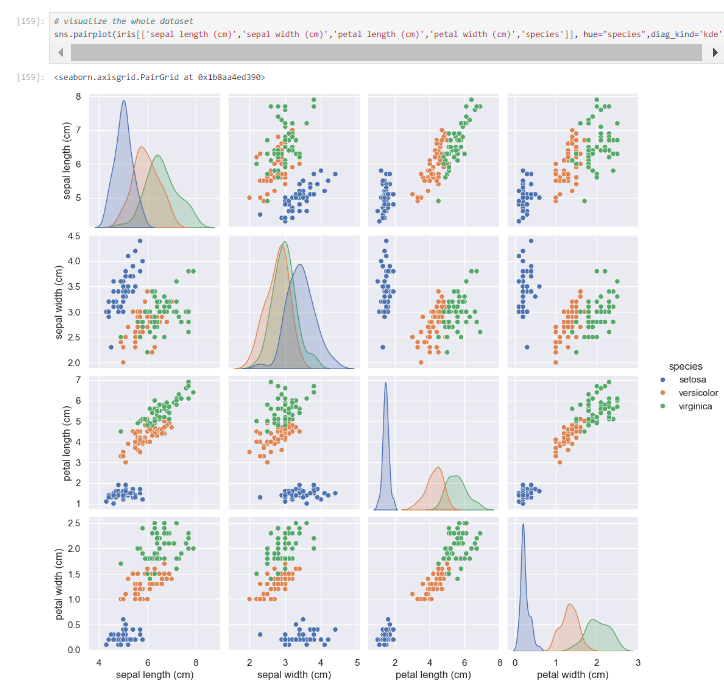 [159]: # visualize the whole dataset
sns.pairplot(iris[['sepal length (cm)','sepal width (cm)','petal length (cm)','petal width (cm)','species']], hue="species",diag_kind='kde'
[159]: <seaborn.axisgrid.PairGrid at 0x1b8aa4ed390>
sepal length (cm)
8
7
6
5
sepal width (cm)
4.5
4.0
3.5
3.0
2.5
2.0
species
setosa
versicolor
virginica
petal length (cm)
7
6
5
4
3
2
1
petal width (cm)
2.5
2.0
1.5
1.0
0.5
0.0
4 6 8 2 3 4 5 2 4 6 8 0 1 2 3
sepal length (cm) sepal width (cm) petal length (cm) petal width (cm)